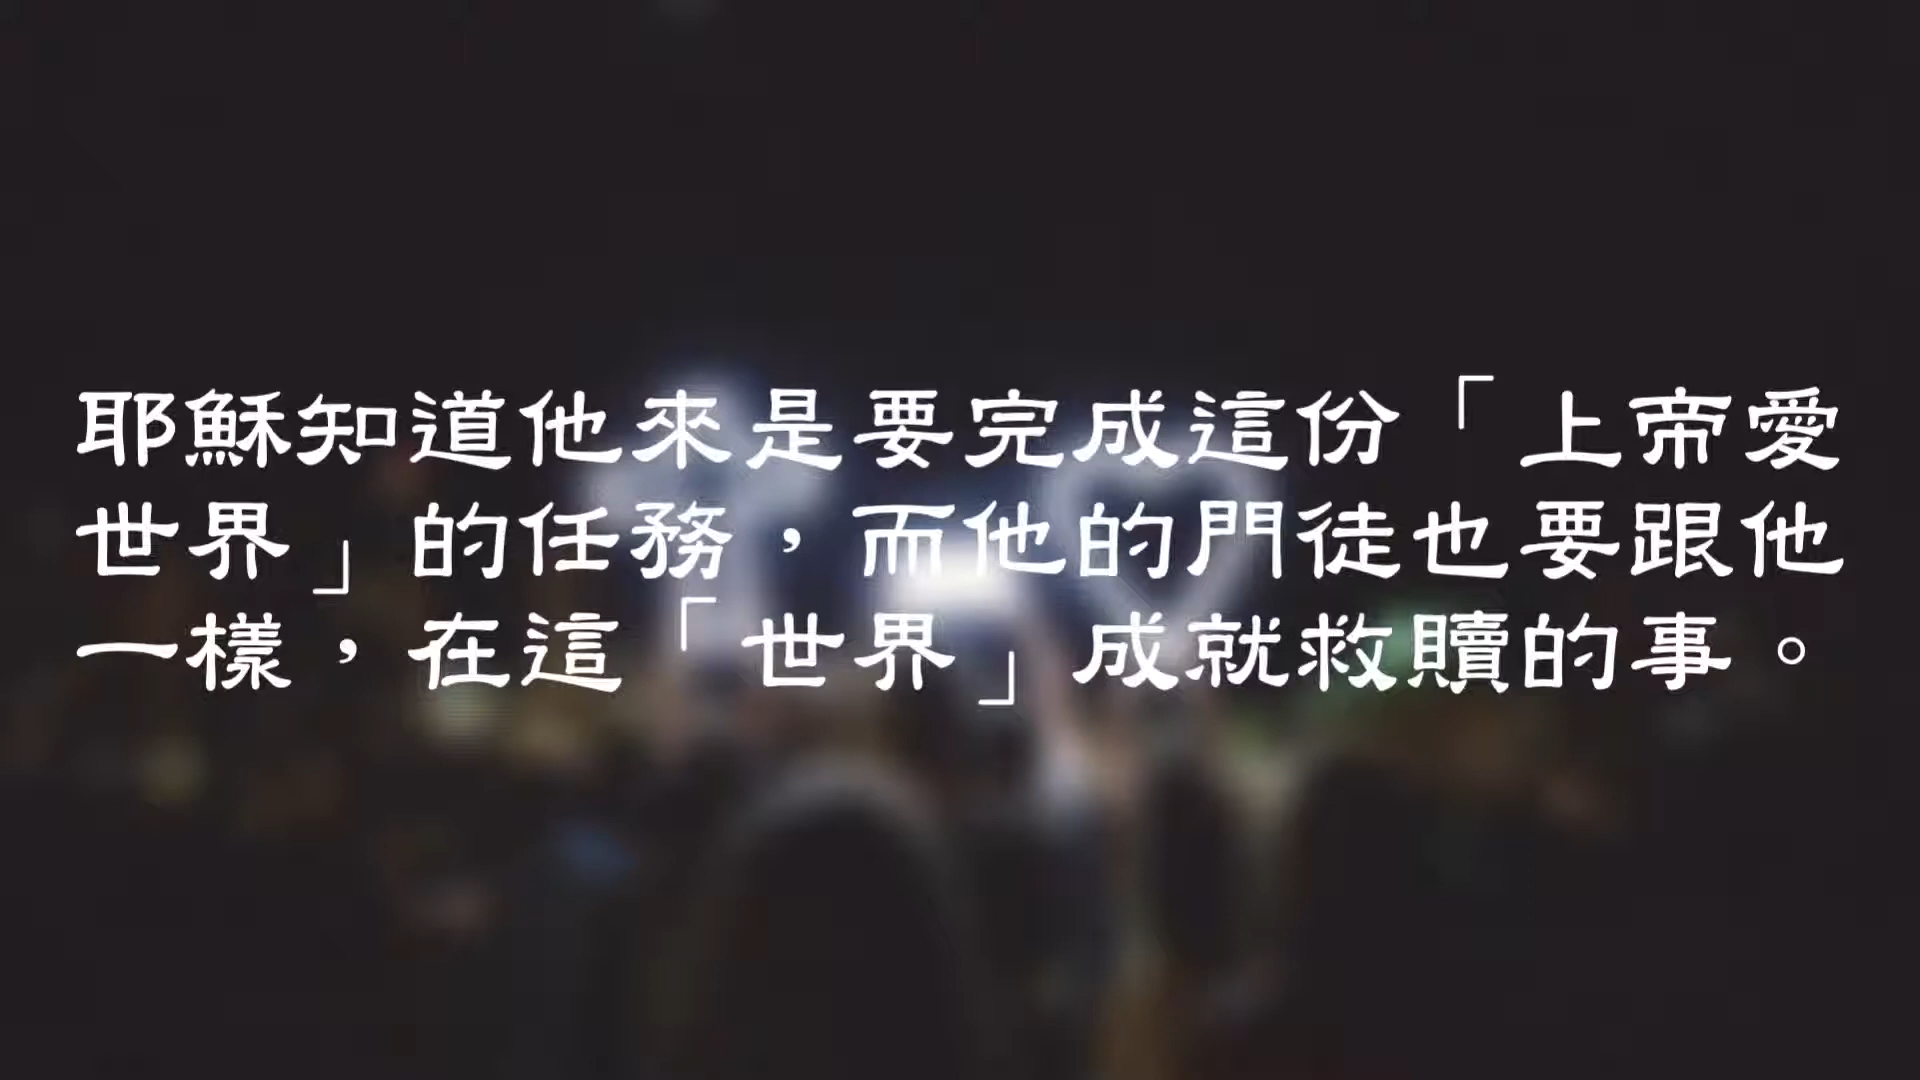 耶穌知道他來是要完成這份「上帝愛
世界」的任務，而他的門徒也要跟他
一樣，在這「世界」成就救贖的事。